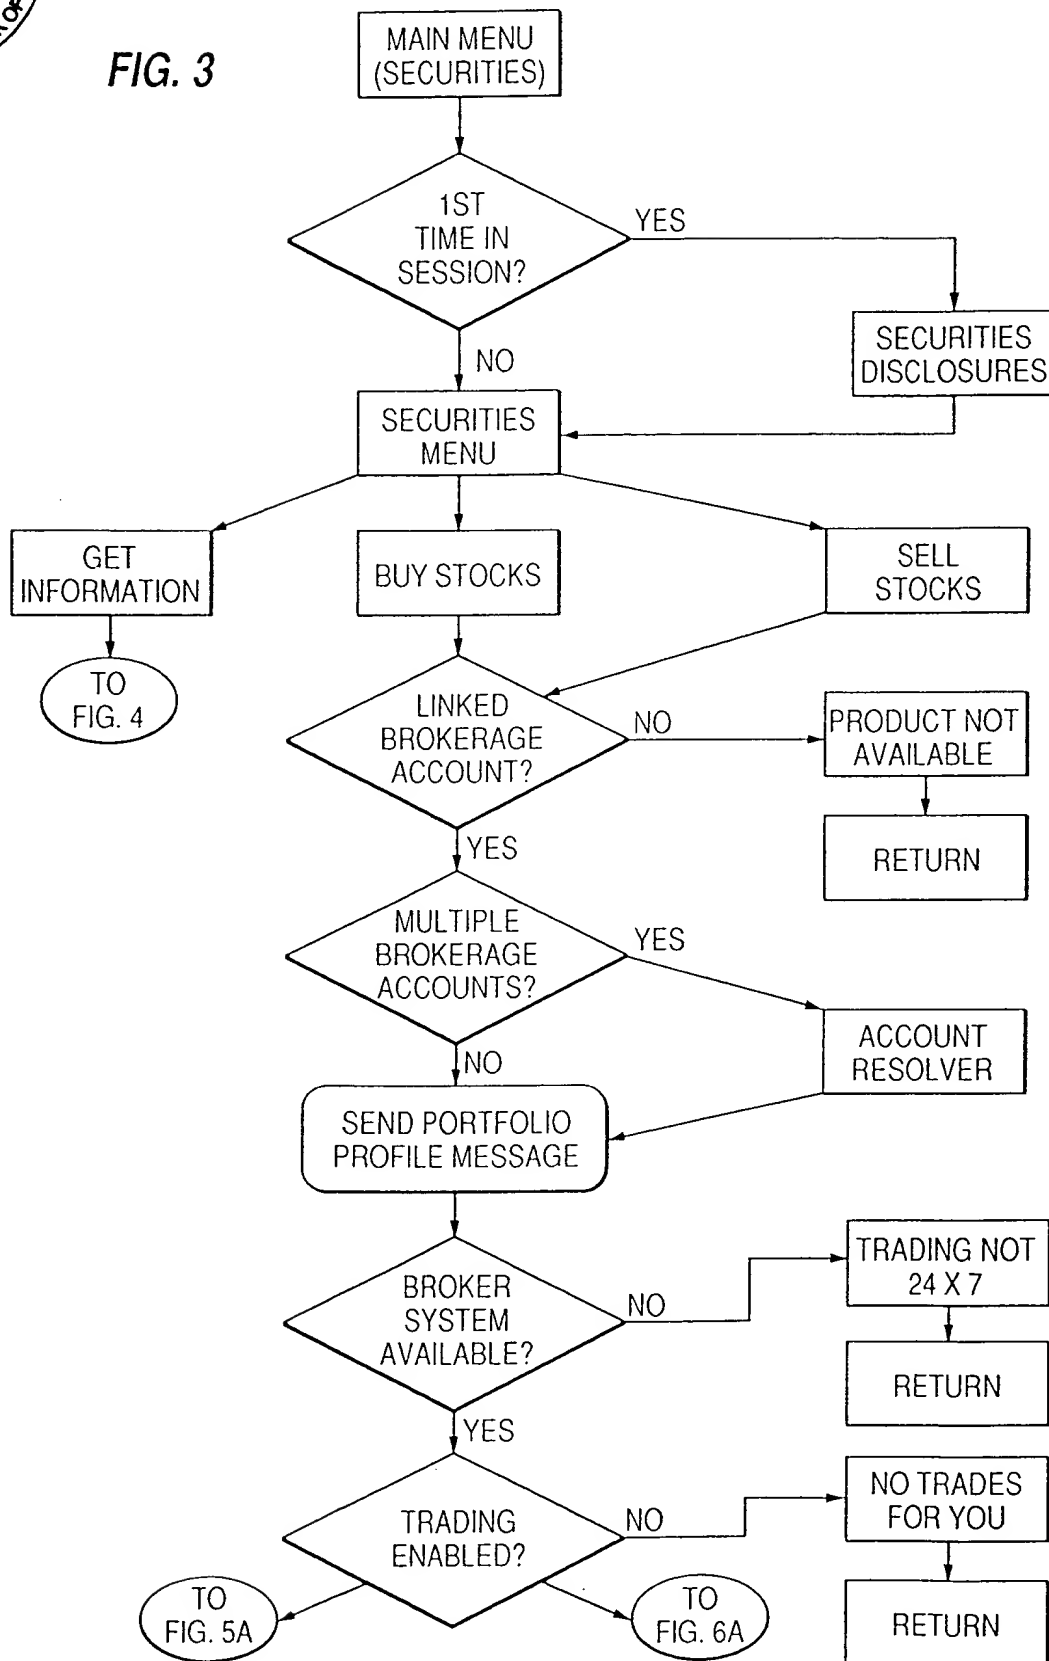 OF
FIG. 3
MAIN MENU
(SECURITIES)
1ST
TIME IN
SESSION?
YES
SECURITIES
DISCLOSURES
NO
SECURITIES
MENU
GET
INFORMATION
BUY STOCKS
SELL
STOCKS
TO
FIG. 4
LINKED
BROKERAGE
ACCOUNT?
NO
PRODUCT NOT
AVAILABLE
RETURN
YES
MULTIPLE
BROKERAGE
ACCOUNTS?
YES
ACCOUNT
RESOLVER
NO
SEND PORTFOLIO
PROFILE MESSAGE
BROKER
SYSTEM
AVAILABLE?
NO
TRADING NOT
24 X 7
RETURN
YES
TRADING
ENABLED?
NO
NO TRADES
FOR YOU
RETURN
TO
FIG. 5A
TO
FIG. 6A